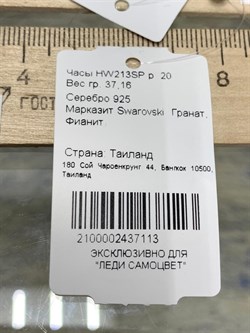 Часы HW213SP р. 20
Вес гр. 37,16
Серебро 925
Марказит Swarovski, Гранат,
Фианит
Страна: Таиланд
180 Сой Чароенкрунг 44, Бангкок 10500,
Таиланд
2100002437113
ЭКСКЛЮЗИВНО ДЛЯ
"ЛЕДИ САМОЦВЕТ"
4
ГОСТ